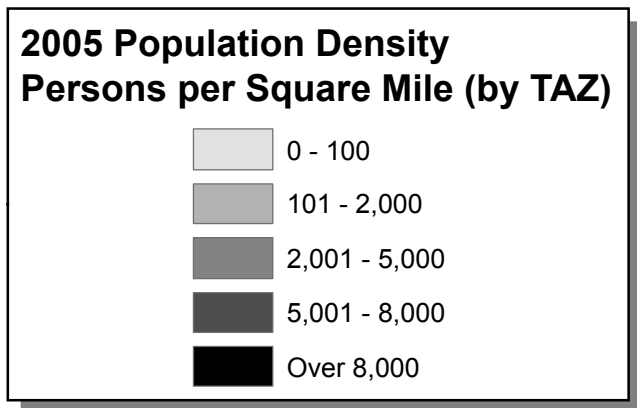 2005 Population Density
Persons per Square Mile (by TAZ)
0 - 100
101 - 2,000
2,001 - 5,000
5,001 - 8,000
Over 8,000